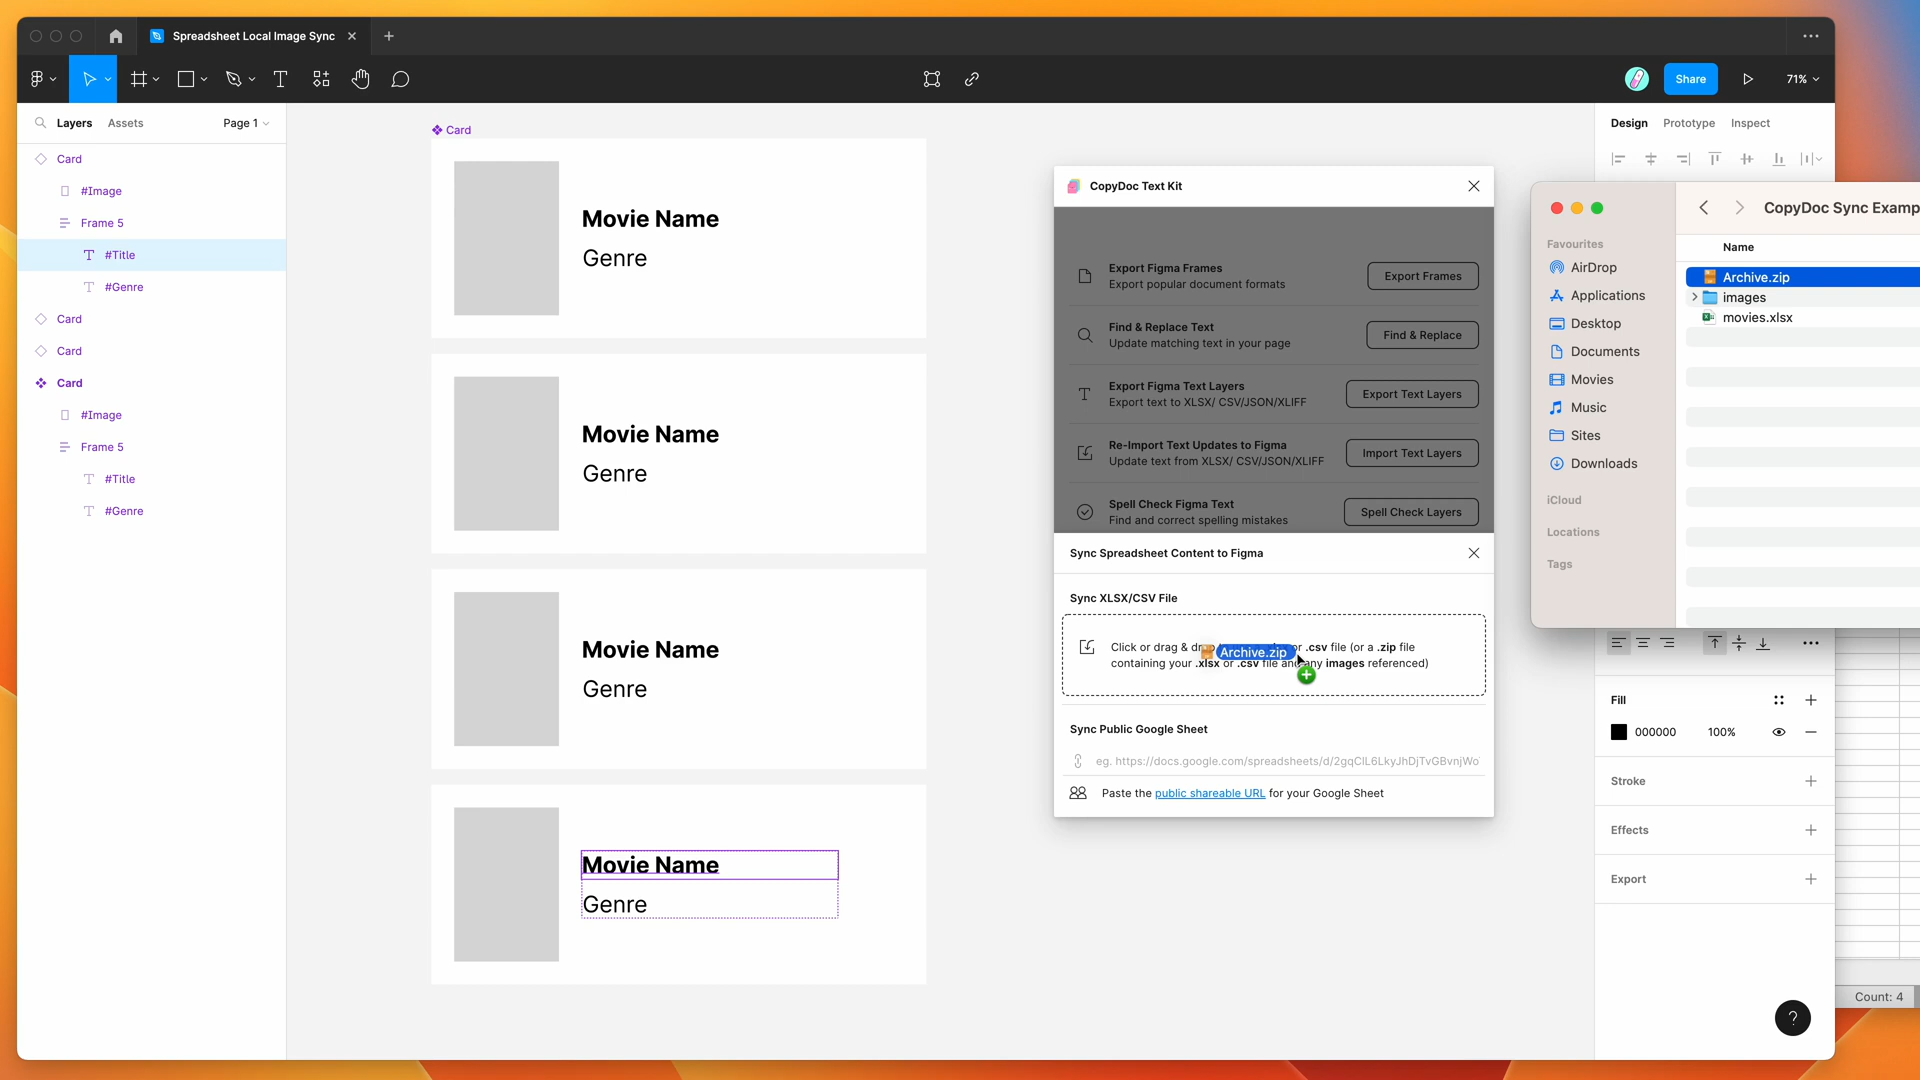 Spreadsheet Local Image Sync
Share
71%
Layers
Assets
Page 1
Card
#Image
Frame 5
#Title
#Genre
Card
Card
Card
#Image
Frame 5
#Title
#Genre
Card
Movie Name
Genre
Movie Name
Genre
Movie Name
Genre
Movie Name
Genre
CopyDoc Text Kit
Export Figma Frames
Export popular document formats
Export Frames
Find & Replace Text
Update matching text in your page
Find & Replace
Export Figma Text Layers
Export text to XLSX/ CSV/JSON/XLIFF
Export Text Layers
Re-Import Text Updates to Figma
Update text from XLSX/ CSV/JSON/XLIFF
Import Text Layers
Spell Check Figma Text
Find and correct spelling mistakes
Spell Check Layers
Sync Spreadsheet Content to Figma
Sync XLSX/CSV File
Click or drag & or .csv file (or a .zip file
containing your .xlsx or .csv file and any images referenced)
Archive.zip
Sync Public Google Sheet
eg. https://docs.google.com/spreadsheets/d/2gqCIL6LkyJhDjTvGBvnjWo
Paste the public shareable URL for your Google Sheet
Design
Prototype
Inspect
CopyDoc Sync Examp
Favourites
AirDrop
Applications
Desktop
Documents
Movies
Music
Sites
Downloads
iCloud
Locations
Tags
Name
Archive.zip
images
movies.xlsx
Fill
000000
100%
Stroke
Effects
Export
Count: 4
?